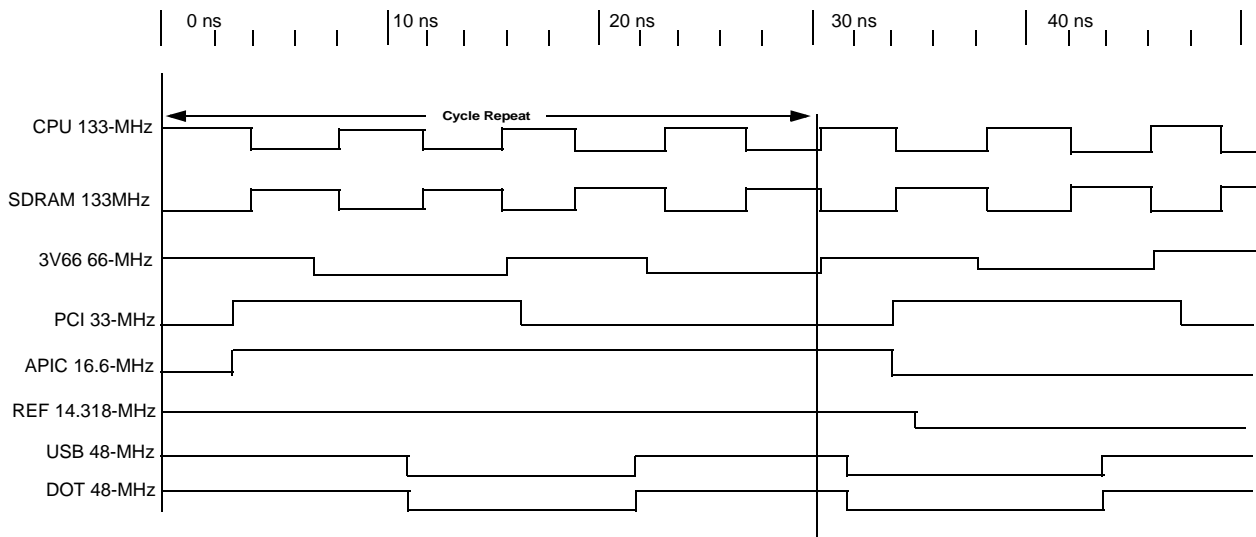 0 ns 10 ns 20 ns 30 ns 40 ns
Cycle Repeat
CPU 133-MHz
SDRAM 133MHz
3V66 66-MHz
PCI 33-MHz
APIC 16.6-MHz
REF 14.318-MHz
USB 48-MHz
DOT 48-MHz